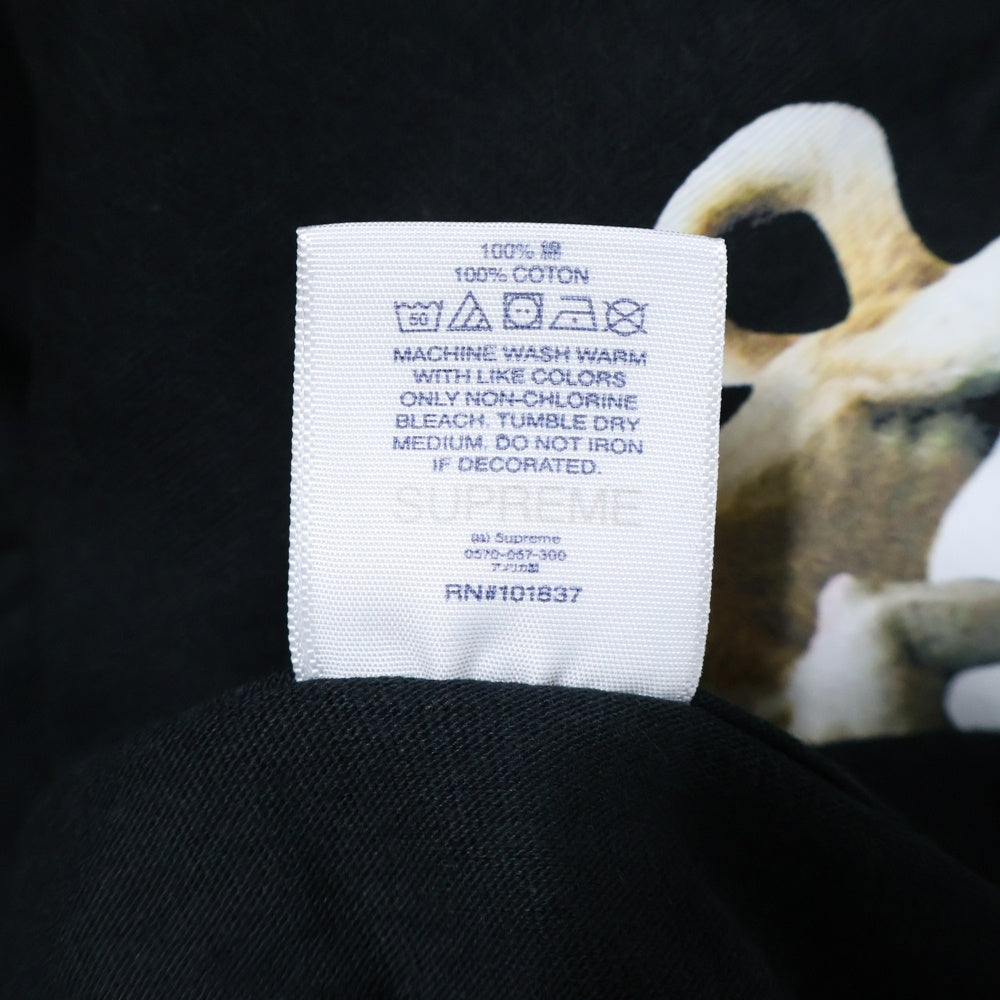 100% 綿
100% COTON
50
MACHINE WASH WARM
WITH LIKE COLORS
ONLY NON-CHLORINE
BLEACH. TUMBLE DRY
MEDIUM. DO NOT IRON
IF DECORATED.
SUPREME
(株) Supreme
0570-057-300
アメリカ製
RN#101837